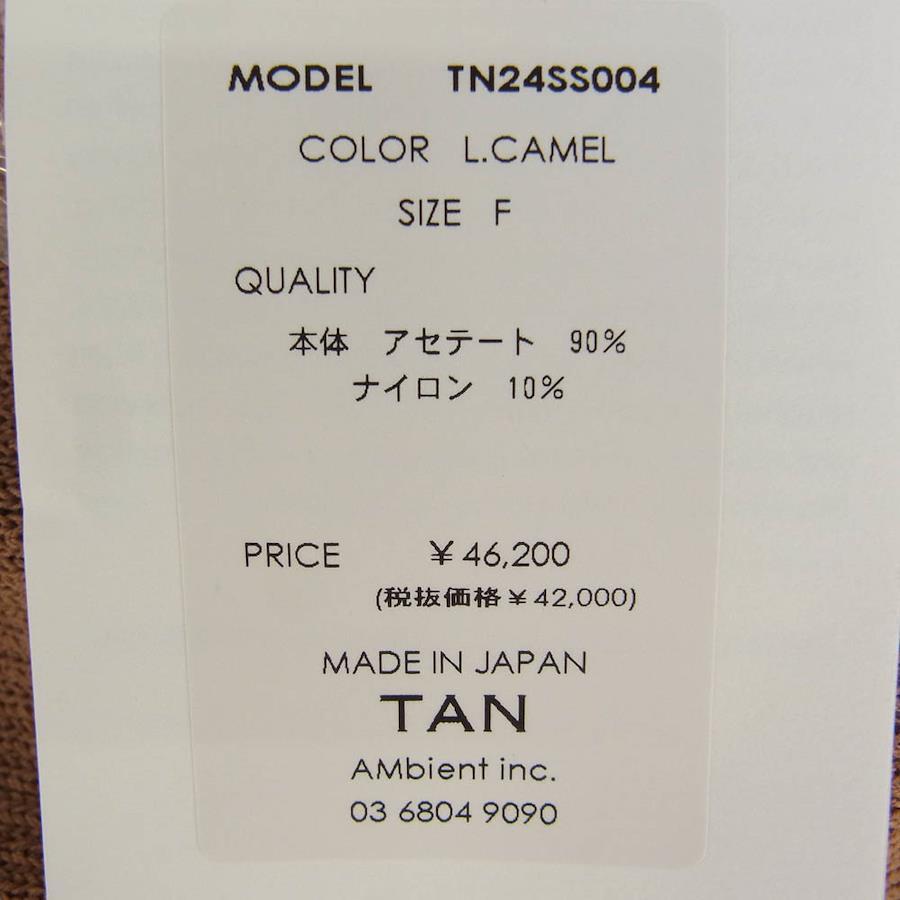 MODEL TN24SS004
COLOR L.CAMEL
SIZE F
QUALITY
本体 アセテート 90%
ナイロン 10%
PRICE ¥46,200
(税抜価格¥42,000)
MADE IN JAPAN
TAN
AMbient inc.
03 6804 9090